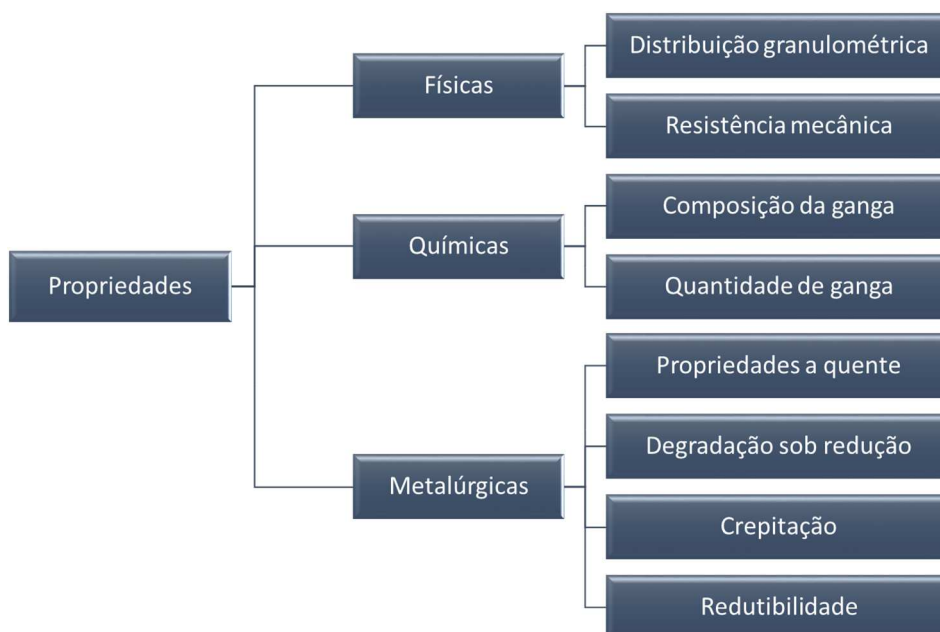 Propriedades
Físicas
Distribuição granulométrica
Resistência mecânica
Químicas
Composição da ganga
Quantidade de ganga
Metalúrgicas
Propriedades a quente
Degradação sob redução
Crepitação
Redutibilidade